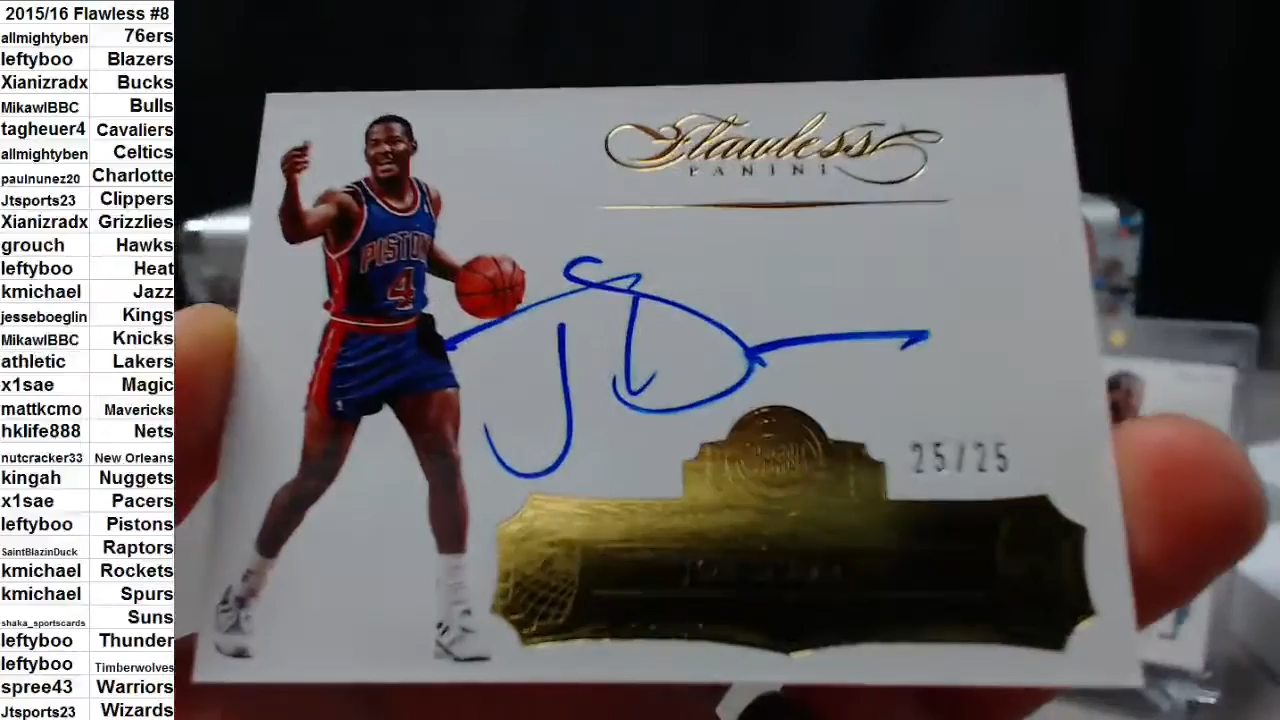 2015/16 Flawless #8
allmightyben 76ers
leftyboo Blazers
Xianizradx Bucks
MikawIBBC Bulls
tagheuer4 Cavaliers
allmightyben Celtics
paulnunez20 Charlotte
Jtsports23 Clippers
Xianizradx Grizzlies
grouch Hawks
leftyboo Heat
kmichael Jazz
jesseboeglin Kings
MikawIBBC Knicks
athletic Lakers
x1sae Magic
mattkcmo Mavericks
hklife888 Nets
nutcracker33 New Orleans
kingah Nuggets
x1sae Pacers
leftyboo Pistons
SaintBlazinDuck Raptors
kmichael Rockets
kmichael Spurs
shaka_sportscards Suns
leftyboo Thunder
leftyboo Timberwolves
spree43 Warriors
Jtsports23 Wizards
Flawless
PANINI
PISTON
4
25/25